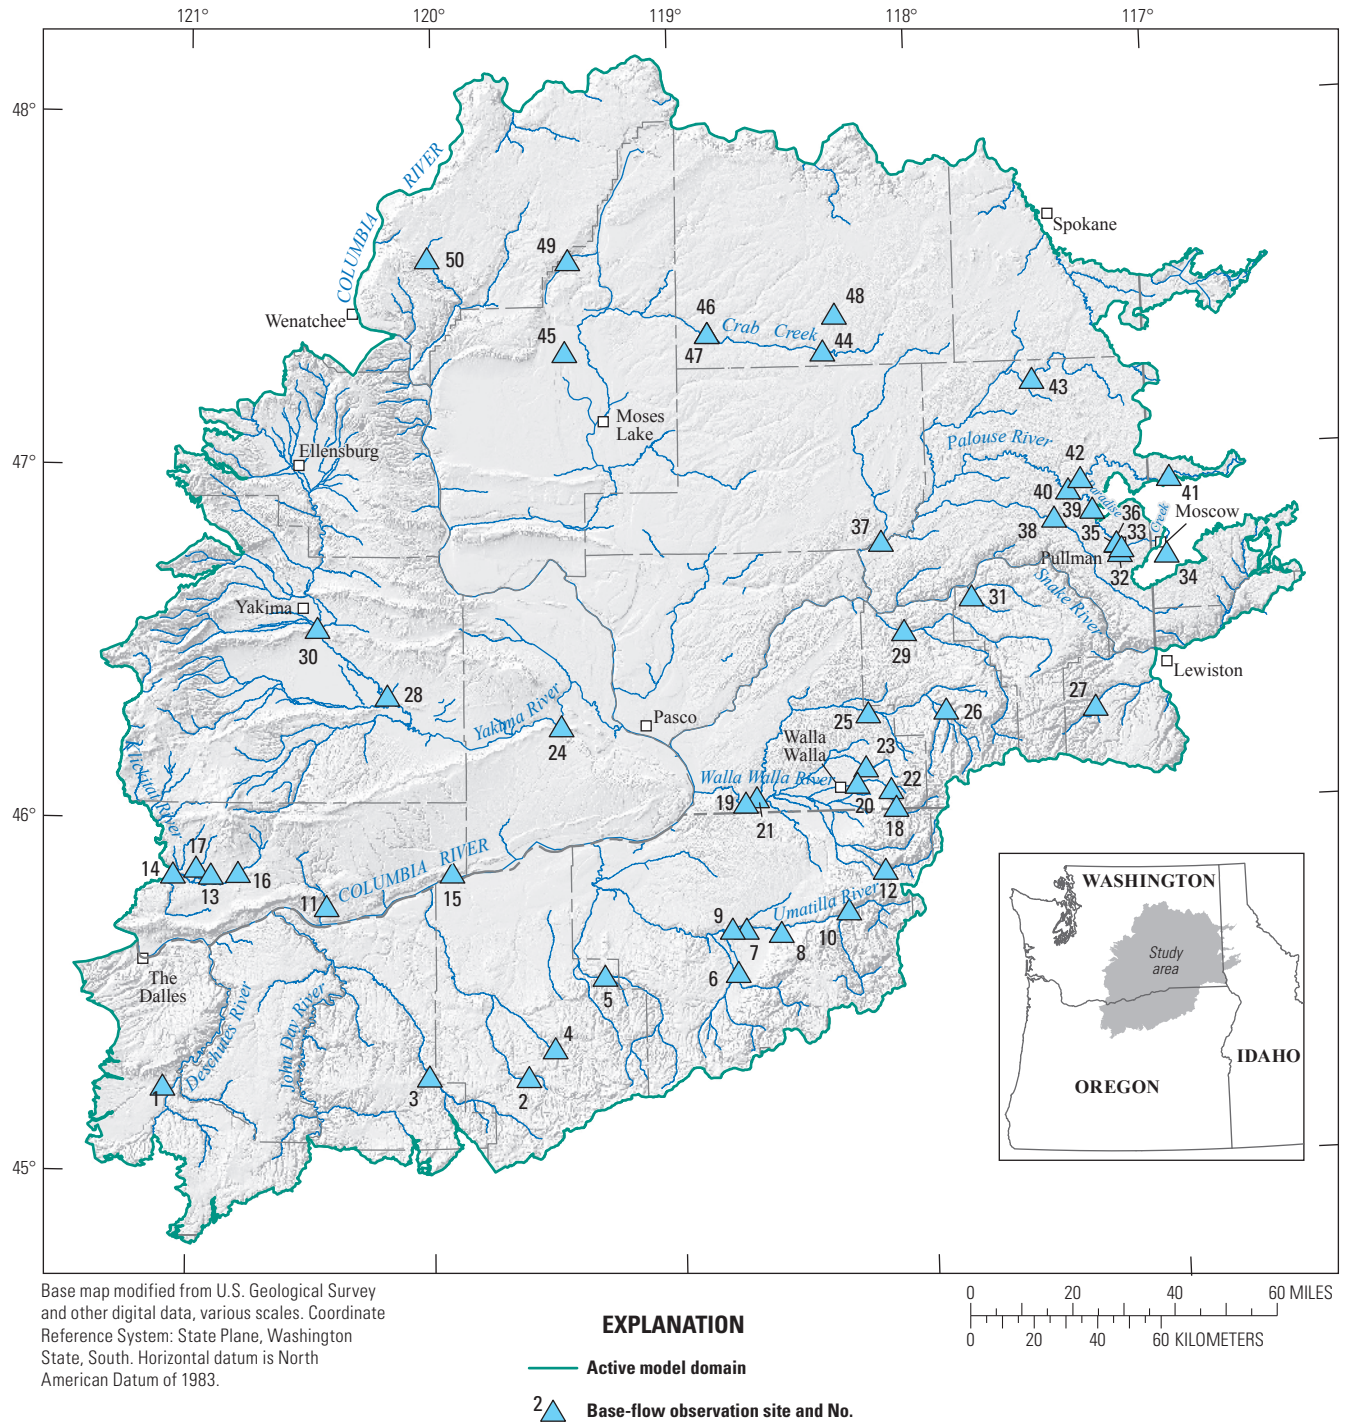 121°
120°
119°
118°
117°
48°
47°
46°
45°
COLUMBIA RIVER
Spokane
50
49
Wenatchee
46
48
Crab Creek
45
47
44
43
Moses
Lake
Ellensburg
Palouse River
42
41
40
Paradise Creek
39
36
Moscow
38
35
33
37
Pullman
32
34
Yakima
31
Snake River
30
29
Lewiston
28
27
Yakima River
Pasco
25
26
24
Walla
Walla
23
Klickitat River
Walla Walla River
22
19
20
21
18
17
14
13
16
COLUMBIA RIVER
15
12
11
Umatilla River
9
7
8
10
6
The
Dalles
5
Deschutes River
John Day River
4
1
3
2
WASHINGTON
Study
area
IDAHO
OREGON
Base map modified from U.S. Geological Survey
and other digital data, various scales. Coordinate
Reference System: State Plane, Washington
State, South. Horizontal datum is North
American Datum of 1983.
0 20 40 60 MILES
0 20 40 60 KILOMETERS
EXPLANATION
Active model domain
2 Base-flow observation site and No.